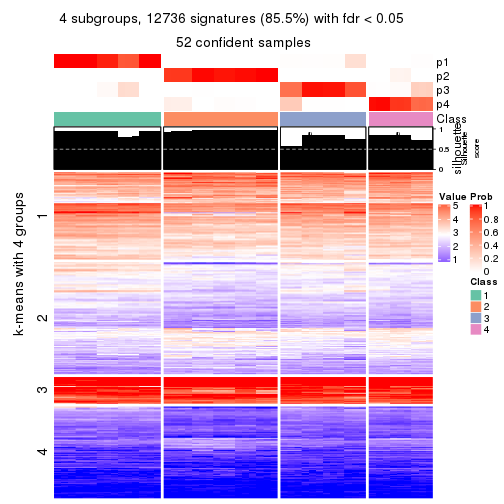 4 subgroups, 12736 signatures (85.5%) with fdr < 0.05
52 confident samples
p1
p2
p3
p4
Class
1
0.5
0
silhouette
Silhouette
score
k-means with 4 groups
1
2
3
4
Value
5
4
3
2
1
Prob
1
0.8
0.6
0.4
0.2
0
Class
1
2
3
4